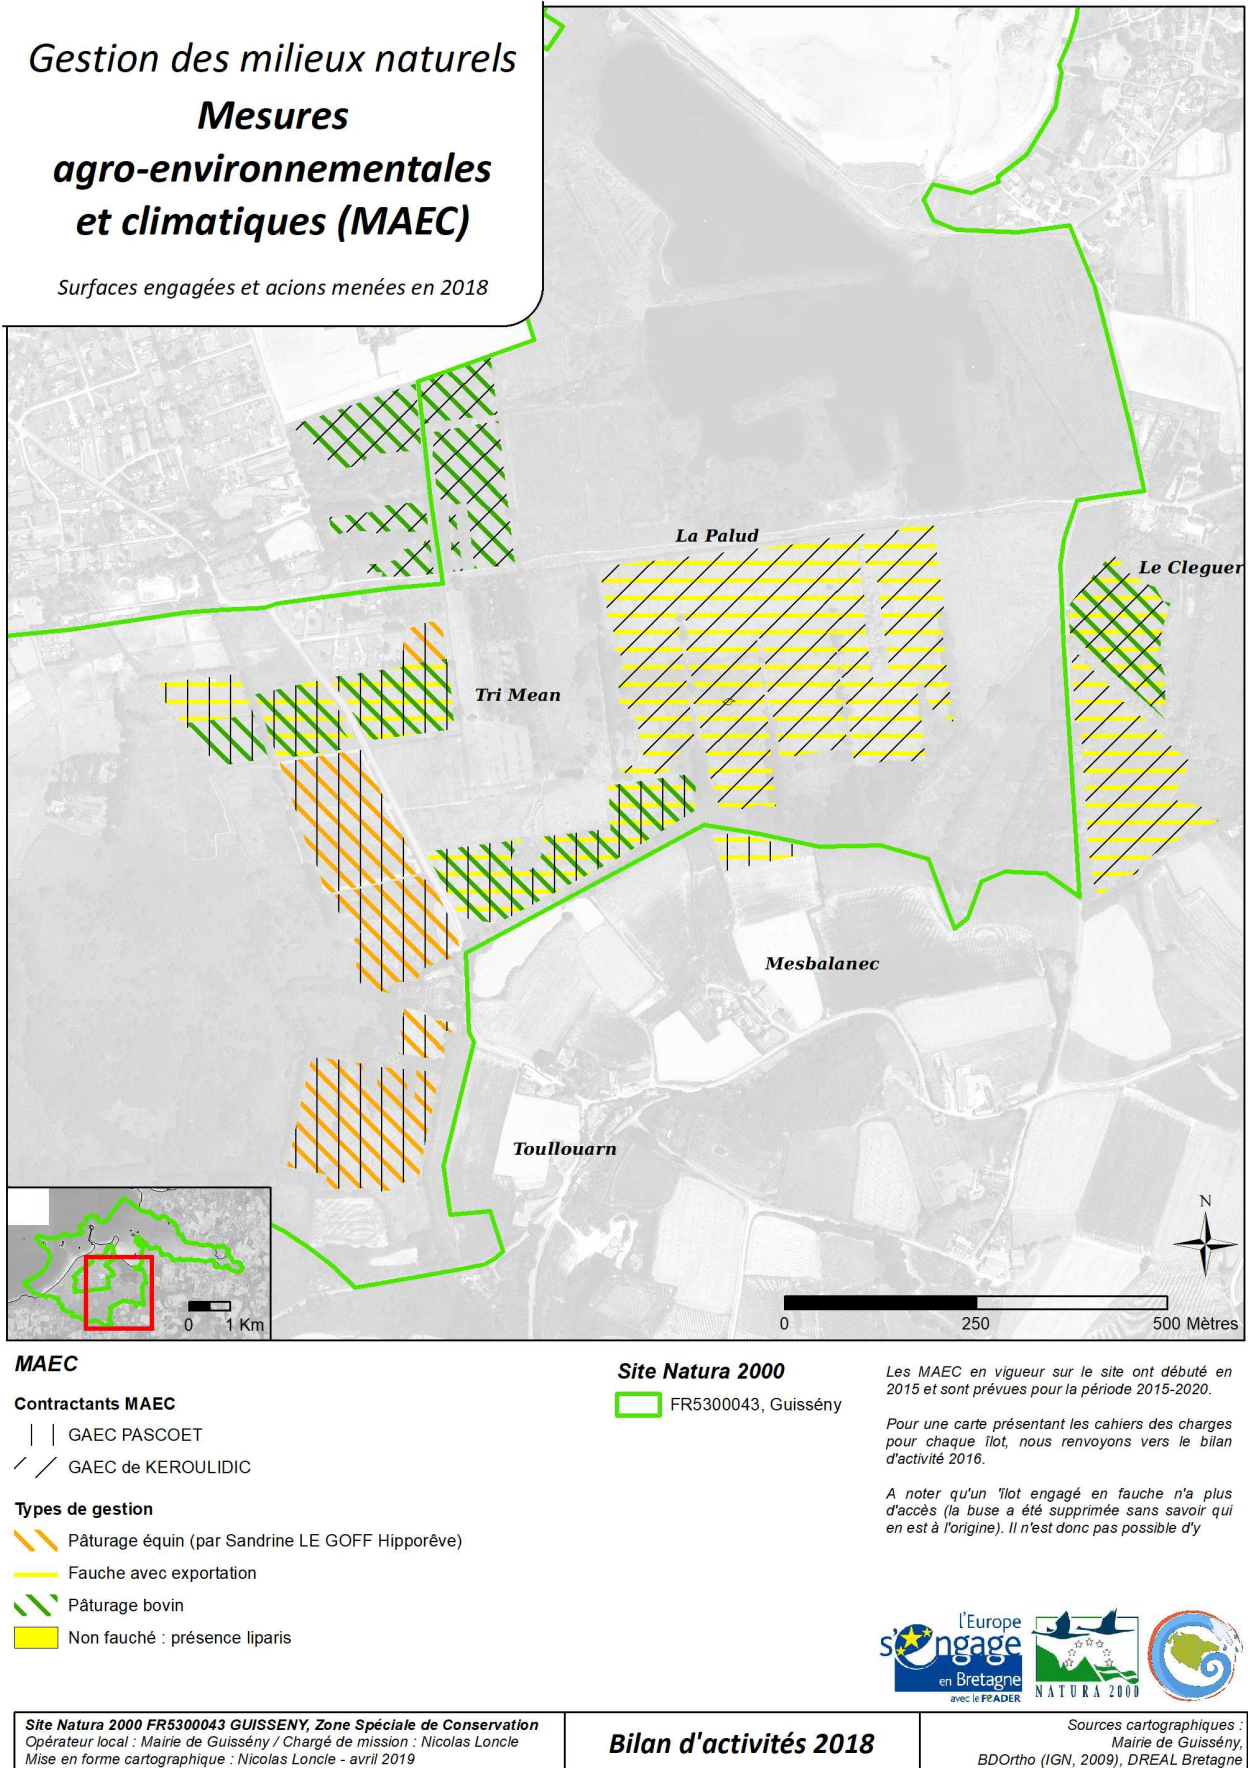 Gestion des milieux naturels
Mesures
agro-environnementales
et climatiques (MAEC)
Surfaces engagées et acions menées en 2018
La Palud
Le Cleguer
Tri Mean
Mesbalanec
Toullouarn
N
0 1 Km
0 250 500 Mètres
MAEC
Contractants MAEC
GAEC PASCOET
GAEC de KEROULIDIC
Types de gestion
Pâturage équin (par Sandrine LE GOFF Hipporêve)
Fauche avec exportation
Pâturage bovin
Non fauché : présence liparis
Site Natura 2000
FR5300043, Guissény
Les MAEC en vigueur sur le site ont débuté en
2015 et sont prévues pour la période 2015-2020.
Pour une carte présentant les cahiers des charges
pour chaque îlot, nous renvoyons vers le bilan
d'activité 2016.
A noter qu'un 'îlot engagé en fauche n'a plus
d'accès (la buse a été supprimée sans savoir qui
en est à l'origine). Il n'est donc pas possible d'y
l'Europe
s'engage
en Bretagne
avec le FEADER
NATURA 2000
Site Natura 2000 FR5300043 GUISSENY, Zone Spéciale de Conservation
Opérateur local : Mairie de Guissény / Chargé de mission : Nicolas Loncle
Mise en forme cartographique : Nicolas Loncle - avril 2019
Bilan d'activités 2018
Sources cartographiques :
Mairie de Guissény,
BDOrtho (IGN, 2009), DREAL Bretagne